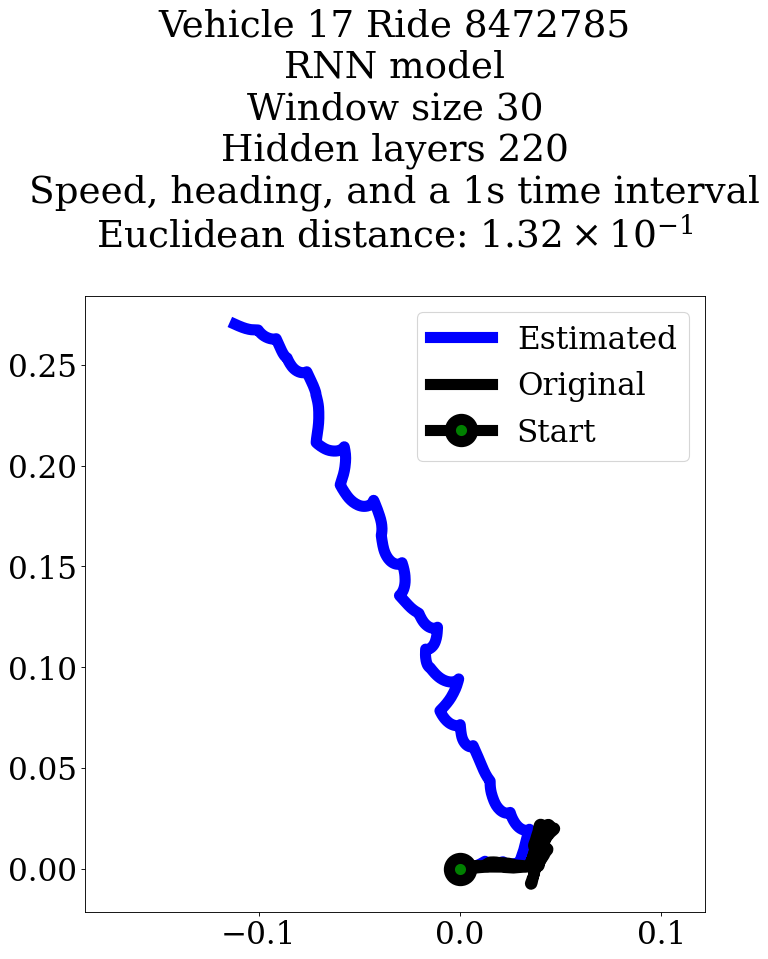 Vehicle 17 Ride 8472785
RNN model
Window size 30
Hidden layers 220
Speed, heading, and a 1s time interval
Euclidean distance: 1.32 × 10⁻¹
Estimated
Original
Start
0.25
0.20
0.15
0.10
0.05
0.00
−0.1
0.0
0.1